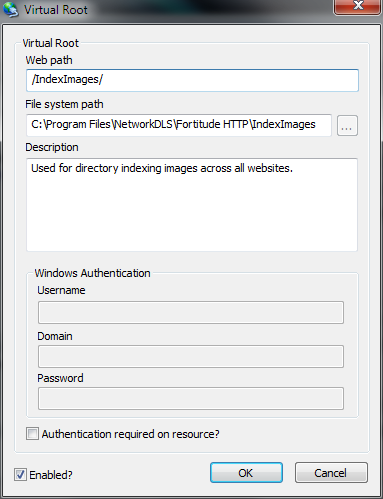 Virtual Root
Virtual Root
Web path
/IndexImages/
File system path
C:\Program Files\NetworkDLS\Fortitude HTTP\IndexImages
...
Description
Used for directory indexing images across all websites.
Windows Authentication
Username
Domain
Password
Authentication required on resource?
Enabled?
OK
Cancel